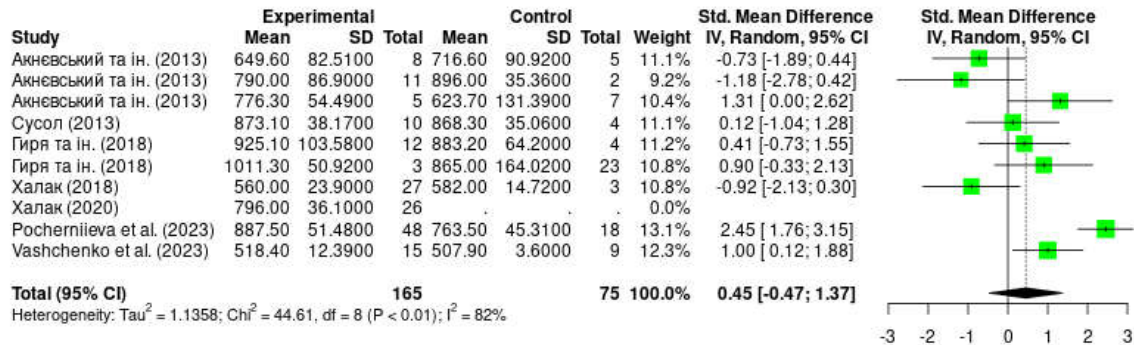 Experimental Control Std. Mean Difference Std. Mean Difference
Study Mean SD Total Mean SD Total Weight IV, Random, 95% CI IV, Random, 95% CI
Акнєвський та ін. (2013) 649.60 82.5100 8 716.60 90.9200 5 11.1% -0.73 [-1.89; 0.44]
Акнєвський та ін. (2013) 790.00 86.9000 11 896.00 35.3600 2 9.2% -1.18 [-2.78; 0.42]
Акнєвський та ін. (2013) 776.30 54.4900 5 623.70 131.3900 7 10.4% 1.31 [ 0.00; 2.62]
Сусол (2013) 873.10 38.1700 10 868.30 35.0600 4 11.1% 0.12 [-1.04; 1.28]
Гиря та ін. (2018) 925.10 103.5800 12 883.20 64.2000 4 11.2% 0.41 [-0.73; 1.55]
Гиря та ін. (2018) 1011.30 50.9200 3 865.00 164.0200 23 10.8% 0.90 [-0.33; 2.13]
Халак (2018) 560.00 23.9000 27 582.00 14.7200 3 10.8% -0.92 [-2.13; 0.30]
Халак (2020) 796.00 36.1000 26 . . . 0.0%
Pocherniieva et al. (2023) 887.50 51.4800 48 763.50 45.3100 18 13.1% 2.45 [ 1.76; 3.15]
Vashchenko et al. (2023) 518.40 12.3900 15 507.90 3.6000 9 12.3% 1.00 [ 0.12; 1.88]
Total (95% CI) 165 75 100.0% 0.45 [-0.47; 1.37]
Heterogeneity: Tau² = 1.1358; Chi² = 44.61, df = 8 (P < 0.01); I² = 82%
-3 -2 -1 0 1 2 3